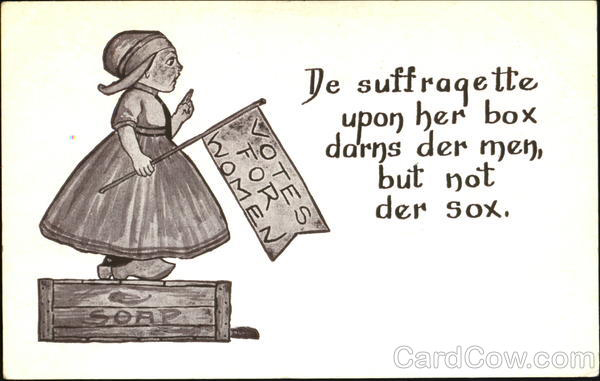 De suffragette
upon her box
darns der men,
but not
der sox.
VOTES
FOR
WOMEN
SOAP
CardCow.com